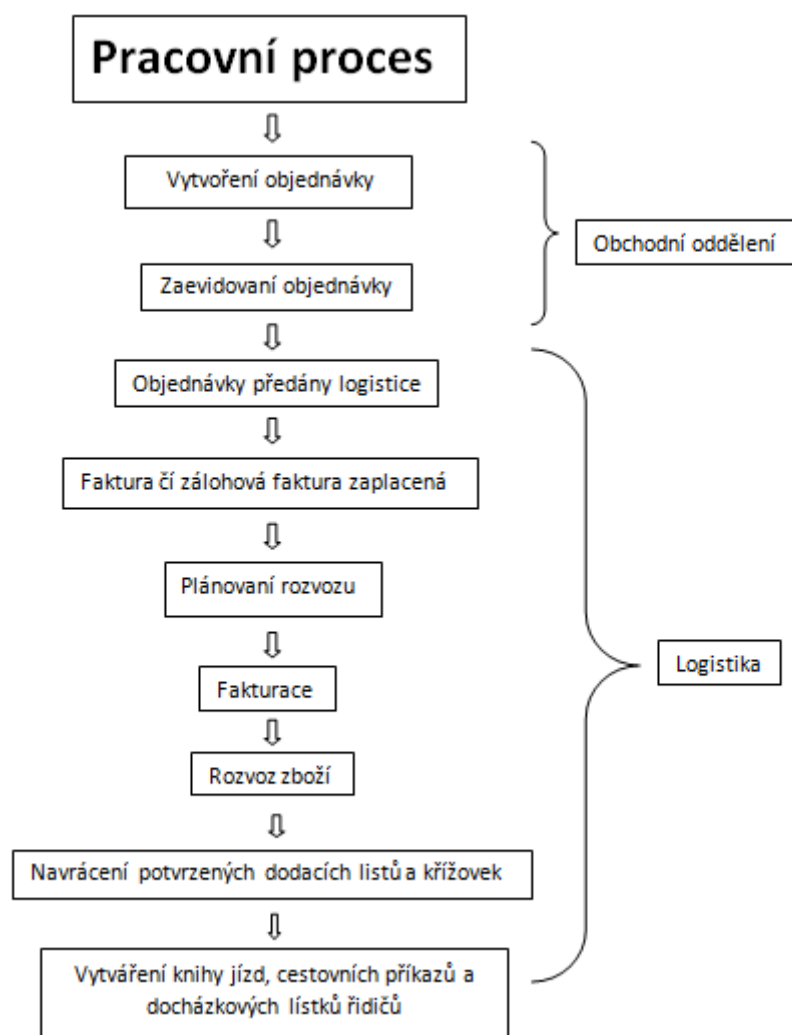 Pracovní proces
Vytvoření objednávky
Obchodní oddělení
Zaevidovaní objednávky
Objednávky předány logistice
Faktura čí zálohová faktura zaplacená
Plánovaní rozvozu
Logistika
Fakturace
Rozvoz zboží
Navrácení potvrzených dodacích listů a křížovek
Vytváření knihy jízd, cestovních příkazů a
docházkových lístků řidičů